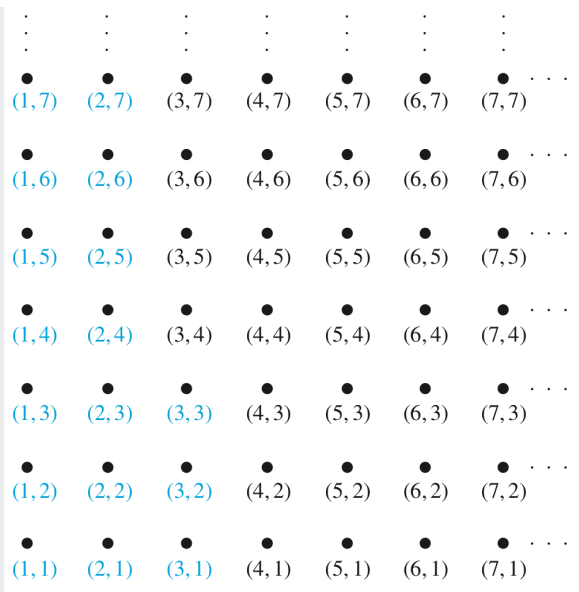 (1,7) (2,7) (3,7) (4,7) (5,7) (6,7) (7,7) . . .
(1,6) (2,6) (3,6) (4,6) (5,6) (6,6) (7,6) . . .
(1,5) (2,5) (3,5) (4,5) (5,5) (6,5) (7,5) . . .
(1,4) (2,4) (3,4) (4,4) (5,4) (6,4) (7,4) . . .
(1,3) (2,3) (3,3) (4,3) (5,3) (6,3) (7,3) . . .
(1,2) (2,2) (3,2) (4,2) (5,2) (6,2) (7,2) . . .
(1,1) (2,1) (3,1) (4,1) (5,1) (6,1) (7,1) . . .